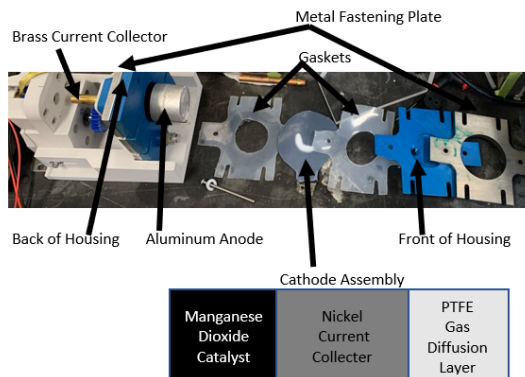 Metal Fastening Plate
Brass Current Collector
Gaskets
Back of Housing
Aluminum Anode
Front of Housing
Cathode Assembly
Manganese
Dioxide
Catalyst
Nickel
Current
Collecter
PTFE
Gas
Diffusion
Layer